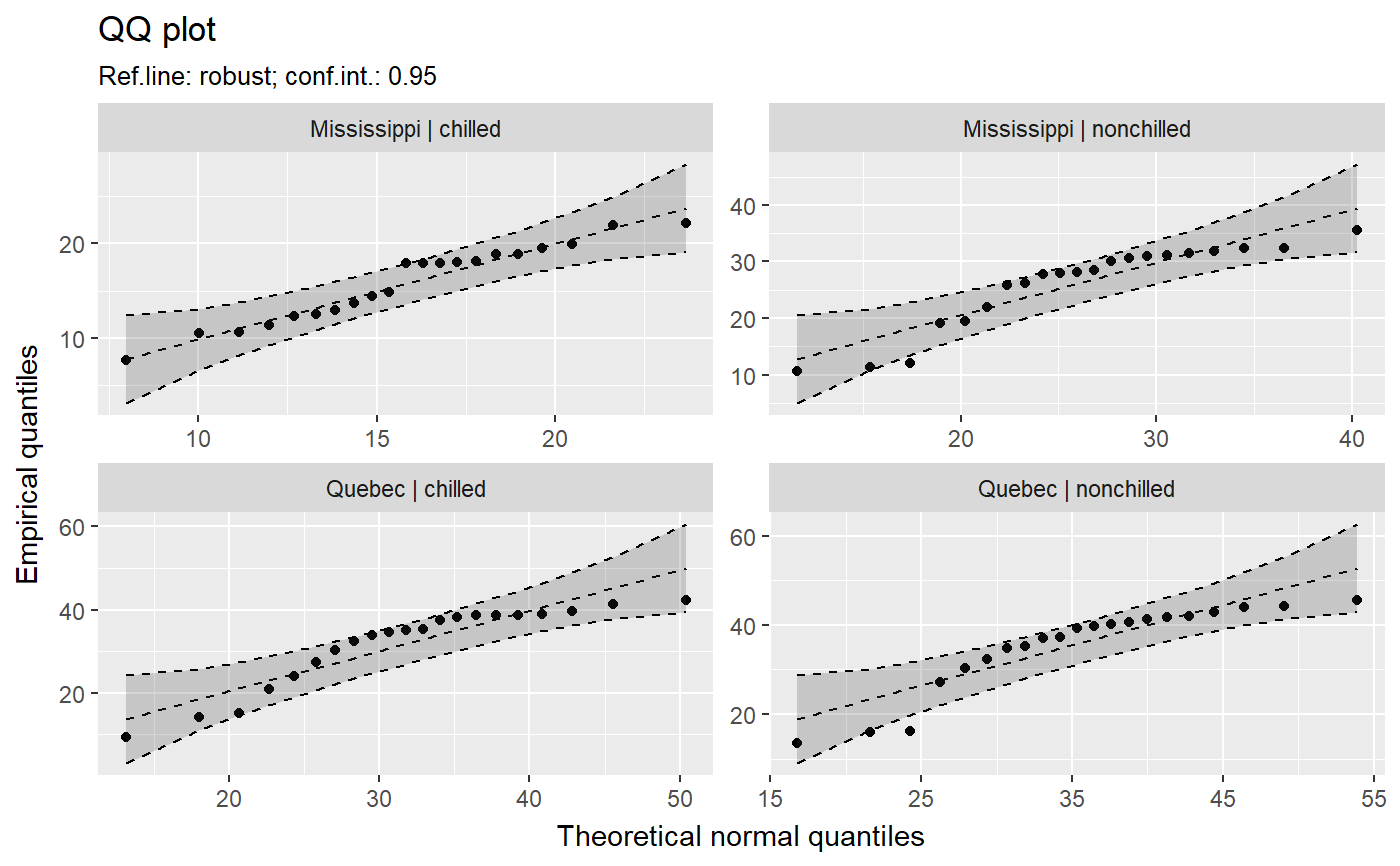 QQ plot
Ref.line: robust; conf.int.: 0.95
Mississippi | chilled
Mississippi | nonchilled
20
10
40
30
20
10
10 15 20
20 30 40
Quebec | chilled
Quebec | nonchilled
60
40
20
60
40
20
20 30 40 50
15 25 35 45 55
Empirical quantiles
Theoretical normal quantiles